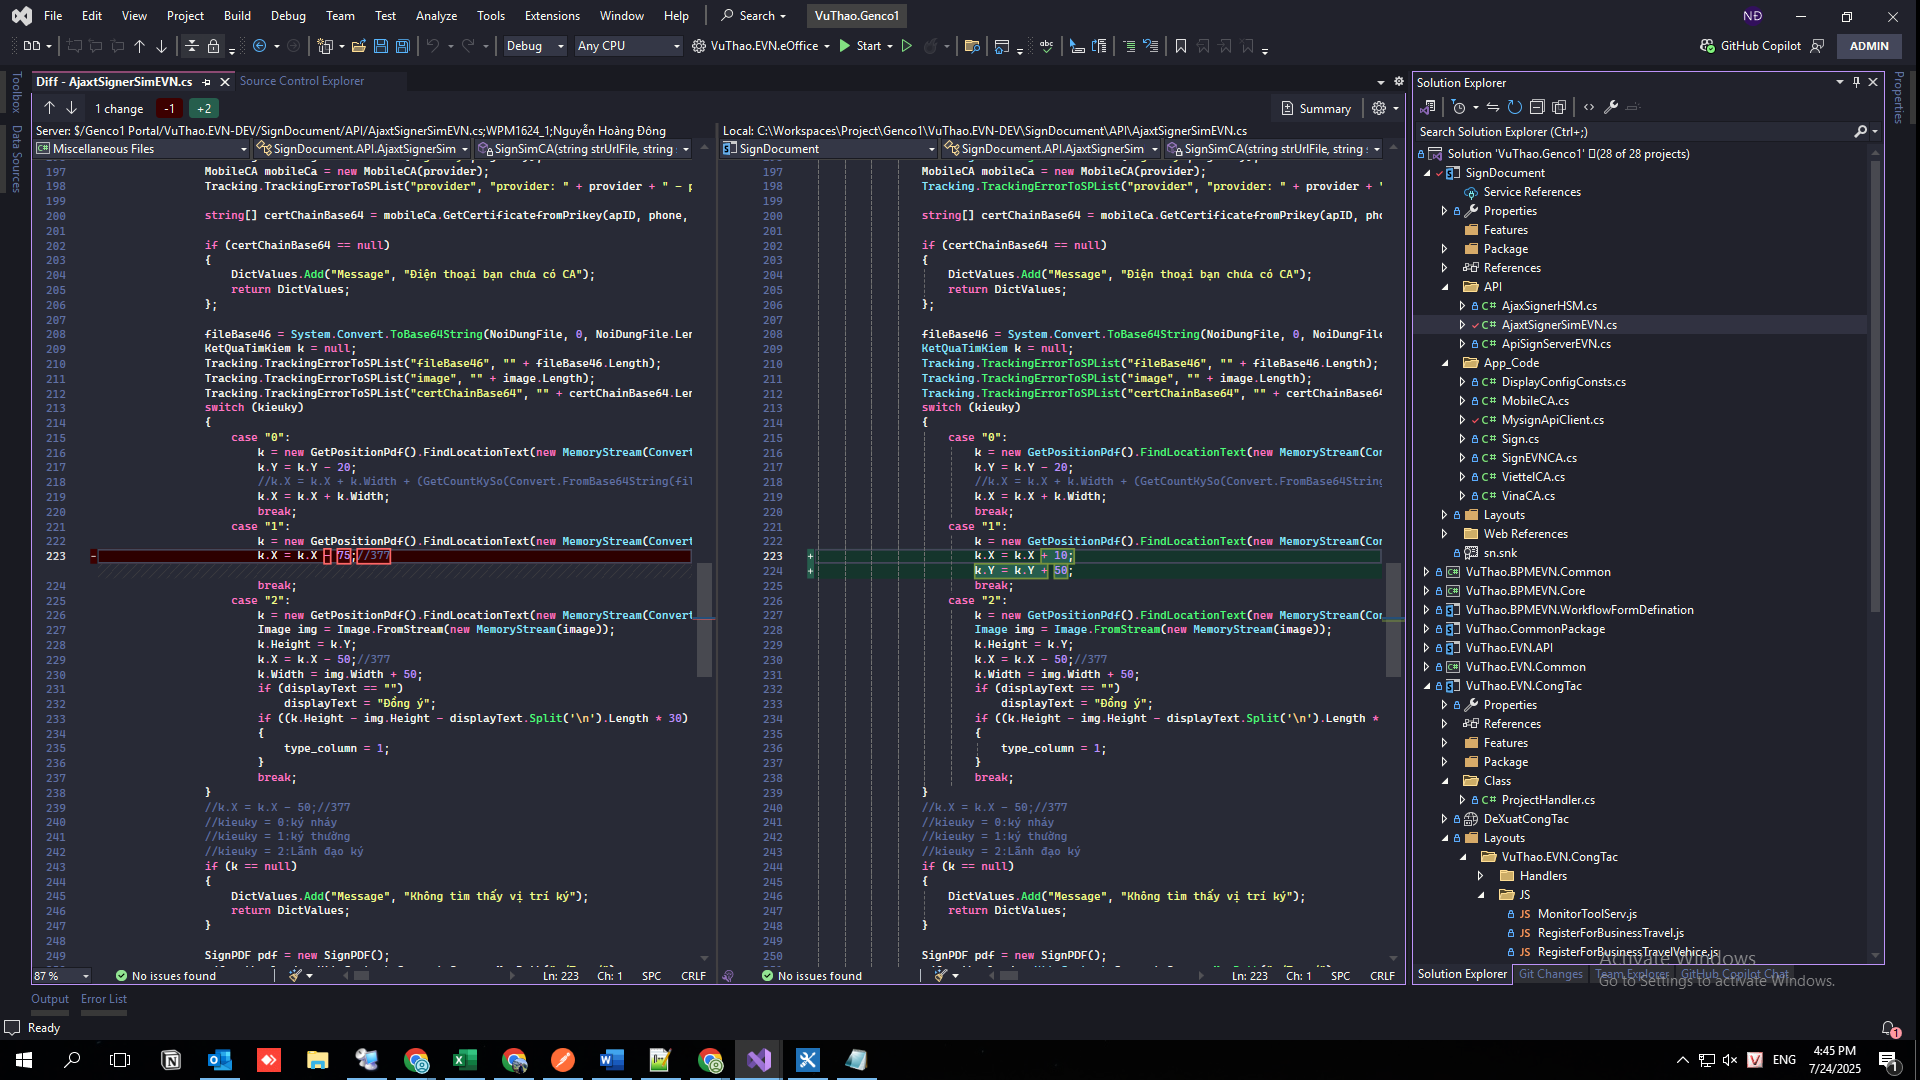 File Edit View Project Build Debug Team Test Analyze Tools Extensions Window Help Search VuThao.Genco1 NĐ
Debug Any CPU VuThao.EVN.eOffice Start GitHub Copilot ADMIN
Toolbox
Data Sources
Diff - AjaxtSignerSimEVN.cs Source Control Explorer
1 change -1 +2 Summary
Server: $/Genco1 Portal/VuThao.EVN-DEV/SignDocument/API/AjaxtSignerSimEVN.cs;WPM1624_1;Nguyễn Hoàng Đông
Miscellaneous Files SignDocument.API.AjaxtSignerSim SignSimCA(string strUrlFile, string
197 MobileCA mobileCa = new MobileCA(provider);
198 Tracking.TrackingErrorToSPList("provider", "provider: " + provider + " - p
199
200 string[] certChainBase64 = mobileCa.GetCertificatefromPrikey(apID, phone,
201
202 if (certChainBase64 == null)
203 {
204 DictValues.Add("Message", "Điện thoại bạn chưa có CA");
205 return DictValues;
206 };
207
208 fileBase46 = System.Convert.ToBase64String(NoiDungFile, 0, NoiDungFile.Len
209 KetQuaTimKiem k = null;
210 Tracking.TrackingErrorToSPList("fileBase46", "" + fileBase46.Length);
211 Tracking.TrackingErrorToSPList("image", "" + image.Length);
212 Tracking.TrackingErrorToSPList("certChainBase64", "" + certChainBase64.Len
213 switch (kieuky)
214 {
215 case "0":
216 k = new GetPositionPdf().FindLocationText(new MemoryStream(Convert
217 k.Y = k.Y - 20;
218 //k.X = k.X + k.Width + (GetCountKySo(Convert.FromBase64String(fil
219 k.X = k.X + k.Width;
220 break;
221 case "1":
222 k = new GetPositionPdf().FindLocationText(new MemoryStream(Convert
223 - k.X = k.X - 75;//377
224 break;
225 case "2":
226 k = new GetPositionPdf().FindLocationText(new MemoryStream(Convert
227 Image img = Image.FromStream(new MemoryStream(image));
228 k.Height = k.Y;
229 k.X = k.X - 50;//377
230 k.Width = img.Width + 50;
231 if (displayText == "")
232 displayText = "Đồng ý";
233 if ((k.Height - img.Height - displayText.Split('\n').Length * 30)
234 {
235 type_column = 1;
236 }
237 break;
238 }
239 //k.X = k.X - 50;//377
240 //kieuky = 0:ký nháy
241 //kieuky = 1:ký thường
242 //kieuky = 2:Lãnh đạo ký
243 if (k == null)
244 {
245 DictValues.Add("Message", "Không tìm thấy vị trí ký");
246 return DictValues;
247 }
248
249 SignPDF pdf = new SignPDF();
87 % No issues found Ln: 223 Ch: 1 SPC CRLF
Local: C:\Workspaces\Project\Genco1\VuThao.EVN-DEV\SignDocument\API\AjaxtSignerSimEVN.cs
SignDocument SignDocument.API.AjaxtSignerSim SignSimCA(string strUrlFile, string
197 MobileCA mobileCa = new MobileCA(provider);
198 Tracking.TrackingErrorToSPList("provider", "provider: " + provider + "
199
200 string[] certChainBase64 = mobileCa.GetCertificatefromPrikey(apID, pho
201
202 if (certChainBase64 == null)
203 {
204 DictValues.Add("Message", "Điện thoại bạn chưa có CA");
205 return DictValues;
206 };
207
208 fileBase46 = System.Convert.ToBase64String(NoiDungFile, 0, NoiDungFile
209 KetQuaTimKiem k = null;
210 Tracking.TrackingErrorToSPList("fileBase46", "" + fileBase46.Length);
211 Tracking.TrackingErrorToSPList("image", "" + image.Length);
212 Tracking.TrackingErrorToSPList("certChainBase64", "" + certChainBase64
213 switch (kieuky)
214 {
215 case "0":
216 k = new GetPositionPdf().FindLocationText(new MemoryStream(Co
217 k.Y = k.Y - 20;
218 //k.X = k.X + k.Width + (GetCountKySo(Convert.FromBase64String
219 k.X = k.X + k.Width;
220 break;
221 case "1":
222 k = new GetPositionPdf().FindLocationText(new MemoryStream(Co
223 + k.X = k.X + 10;
224 + k.Y = k.Y + 50;
225 break;
226 case "2":
227 k = new GetPositionPdf().FindLocationText(new MemoryStream(Co
228 Image img = Image.FromStream(new MemoryStream(image));
229 k.Height = k.Y;
230 k.X = k.X - 50;//377
231 k.Width = img.Width + 50;
232 if (displayText == "")
233 displayText = "Đồng ý";
234 if ((k.Height - img.Height - displayText.Split('\n').Length *
235 {
236 type_column = 1;
237 }
238 break;
239 }
240 //k.X = k.X - 50;//377
241 //kieuky = 0:ký nháy
242 //kieuky = 1:ký thường
243 //kieuky = 2:Lãnh đạo ký
244 if (k == null)
245 {
246 DictValues.Add("Message", "Không tìm thấy vị trí ký");
247 return DictValues;
248 }
249
250 SignPDF pdf = new SignPDF();
No issues found Ln: 223 Ch: 1 SPC CRLF
Solution Explorer
Search Solution Explorer (Ctrl+;)
Solution 'VuThao.Genco1' (28 of 28 projects)
SignDocument
Service References
Properties
Features
Package
References
API
AjaxSignerHSM.cs
AjaxtSignerSimEVN.cs
ApiSignServerEVN.cs
App_Code
DisplayConfigConsts.cs
MobileCA.cs
MysignApiClient.cs
Sign.cs
SignEVNCA.cs
ViettelCA.cs
VinaCA.cs
Layouts
Web References
sn.snk
VuThao.BPMEVN.Common
VuThao.BPMEVN.Core
VuThao.BPMEVN.WorkflowFormDefination
VuThao.CommonPackage
VuThao.EVN.API
VuThao.EVN.Common
VuThao.EVN.CongTac
Properties
References
Features
Package
Class
ProjectHandler.cs
DeXuatCongTac
Layouts
VuThao.EVN.CongTac
Handlers
JS
MonitorToolServ.js
RegisterForBusinessTravel.js
RegisterForBusinessTravelVehice.js
Solution Explorer Git Changes Team Explorer GitHub Copilot Chat
Properties
Activate Windows
Go to Settings to activate Windows.
Output Error List
Ready
ENG
4:45 PM
7/24/2025